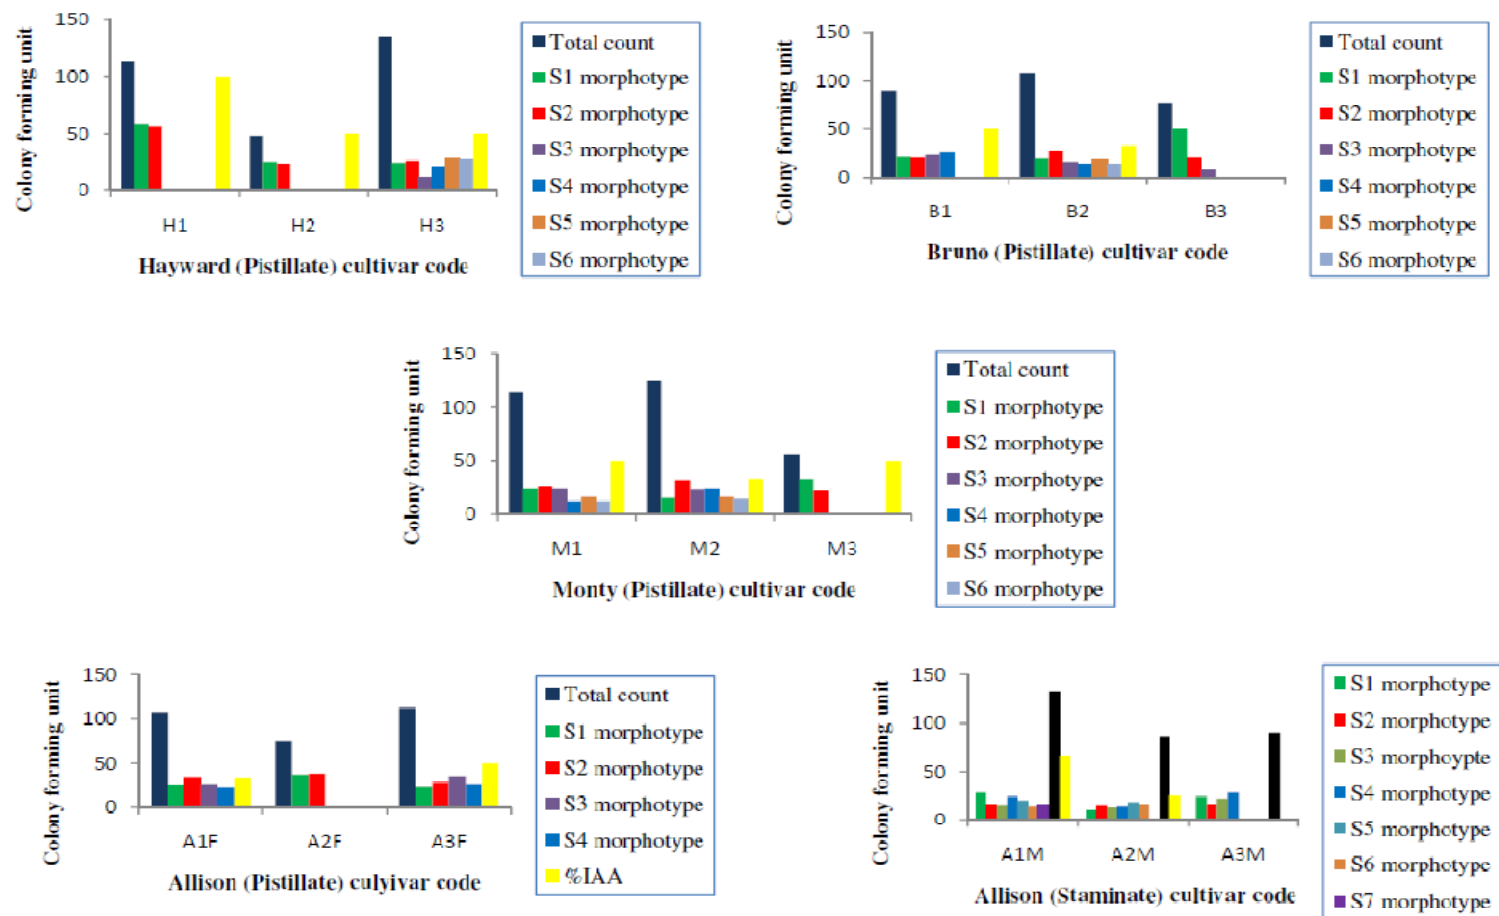 150
100
50
0
Colony forming unit
H1 H2 H3
Hayward (Pistillate) cultivar code
Total count
S1 morphotype
S2 morphotype
S3 morphotype
S4 morphotype
S5 morphotype
S6 morphotype
150
100
50
0
Colony forming unit
B1 B2 B3
Bruno (Pistillate) cultivar code
Total count
S1 morphotype
S2 morphotype
S3 morphotype
S4 morphotype
S5 morphotype
S6 morphotype
150
100
50
0
Colony forming unit
M1 M2 M3
Monty (Pistillate) cultivar code
Total count
S1 morphotype
S2 morphotype
S3 morphotype
S4 morphotype
S5 morphotype
S6 morphotype
150
100
50
0
Colony forming unit
A1F A2F A3F
Allison (Pistillate) culyivar code
Total count
S1 morphotype
S2 morphotype
S3 morphotype
S4 morphotype
%IAA
150
100
50
0
Colony forming unit
A1M A2M A3M
Allison (Staminate) cultivar code
S1 morphotype
S2 morphotype
S3 morphoypte
S4 morphotype
S5 morphotype
S6 morphotype
S7 morphotype